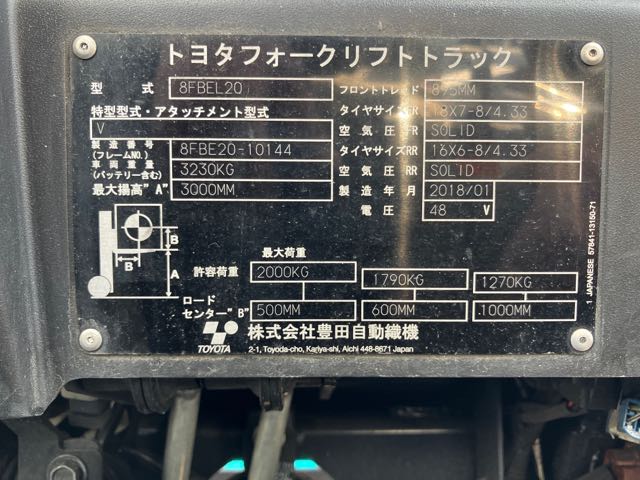 トヨタフォークリフトトラック
型 式 8FBEL20 フロントトレッド 895MM
特型型式・アタッチメント型式 タイヤサイズFR 18X7-8/4.33
V 空気圧FR SOLID
製造番号 (フレームNO.) 8FBE20-10144 タイヤサイズRR 16X6-8/4.33
車両重量 (バッテリー含む) 3230KG 空気圧RR SOLID
最大揚高"A" 3000MM 製造年月 2018/01
電圧 48 V
B
B
A
最大荷重
許容荷重 2000KG 1790KG 1270KG
ロード
センター"B" 500MM 600MM 1000MM
TOYOTA 株式会社豊田自動織機
2-1, Toyoda-cho, Kariya-shi, Aichi 448-8671 Japan
1 JAPANESE 57641-13150-71